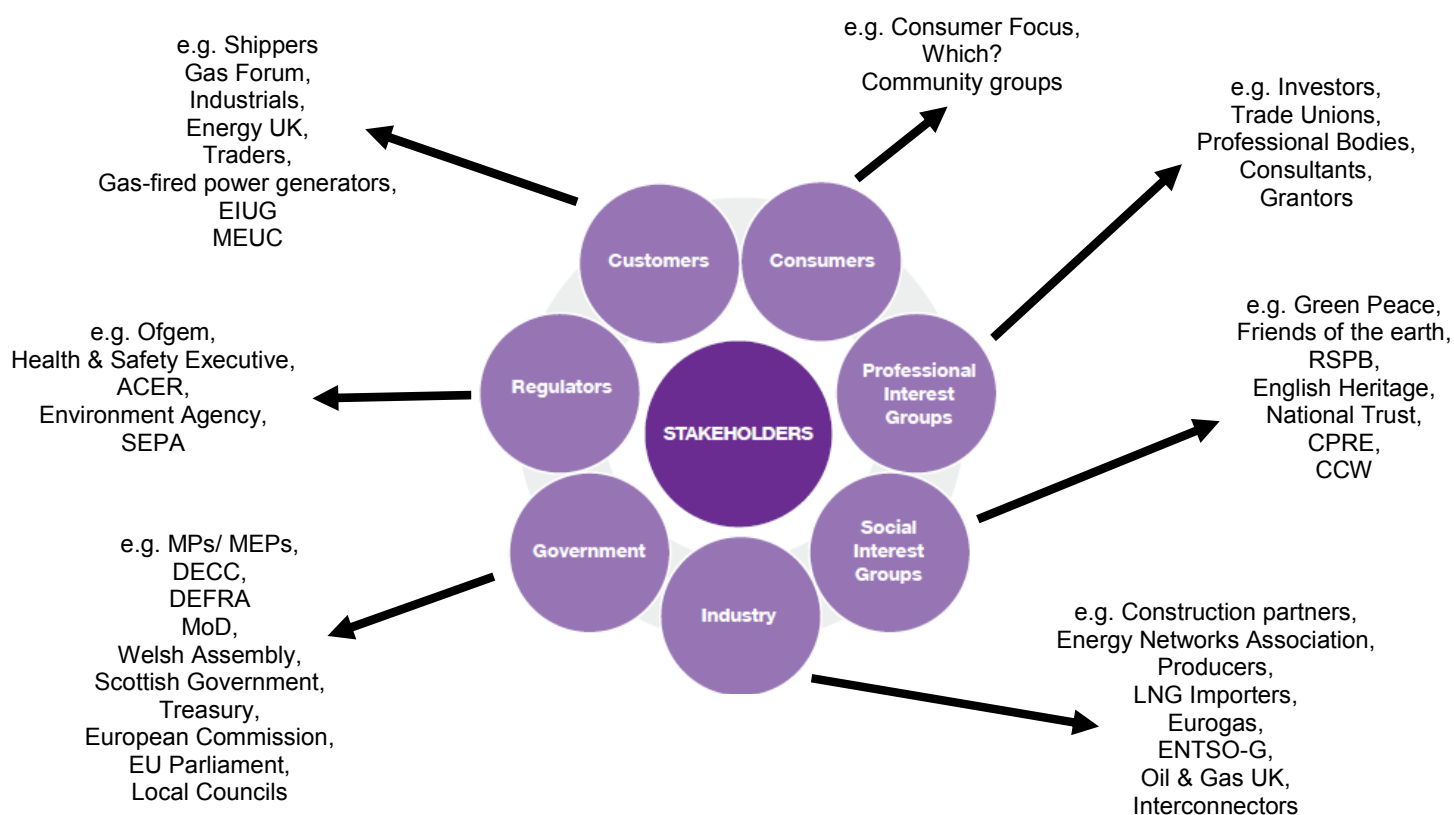 e.g. Shippers
Gas Forum,
Industrials,
Energy UK,
Traders,
Gas-fired power generators,
EIUG
MEUC
e.g. Consumer Focus,
Which?
Community groups
e.g. Investors,
Trade Unions,
Professional Bodies,
Consultants,
Grantors
Customers
Consumers
e.g. Ofgem,
Health & Safety Executive,
ACER,
Environment Agency,
SEPA
Regulators
STAKEHOLDERS
Professional
Interest
Groups
e.g. Green Peace,
Friends of the earth,
RSPB,
English Heritage,
National Trust,
CPRE,
CCW
e.g. MPs/ MEPs,
DECC,
DEFRA
MoD,
Welsh Assembly,
Scottish Government,
Treasury,
European Commission,
EU Parliament,
Local Councils
Government
Industry
Social
Interest
Groups
e.g. Construction partners,
Energy Networks Association,
Producers,
LNG Importers,
Eurogas,
ENTSO-G,
Oil & Gas UK,
Interconnectors